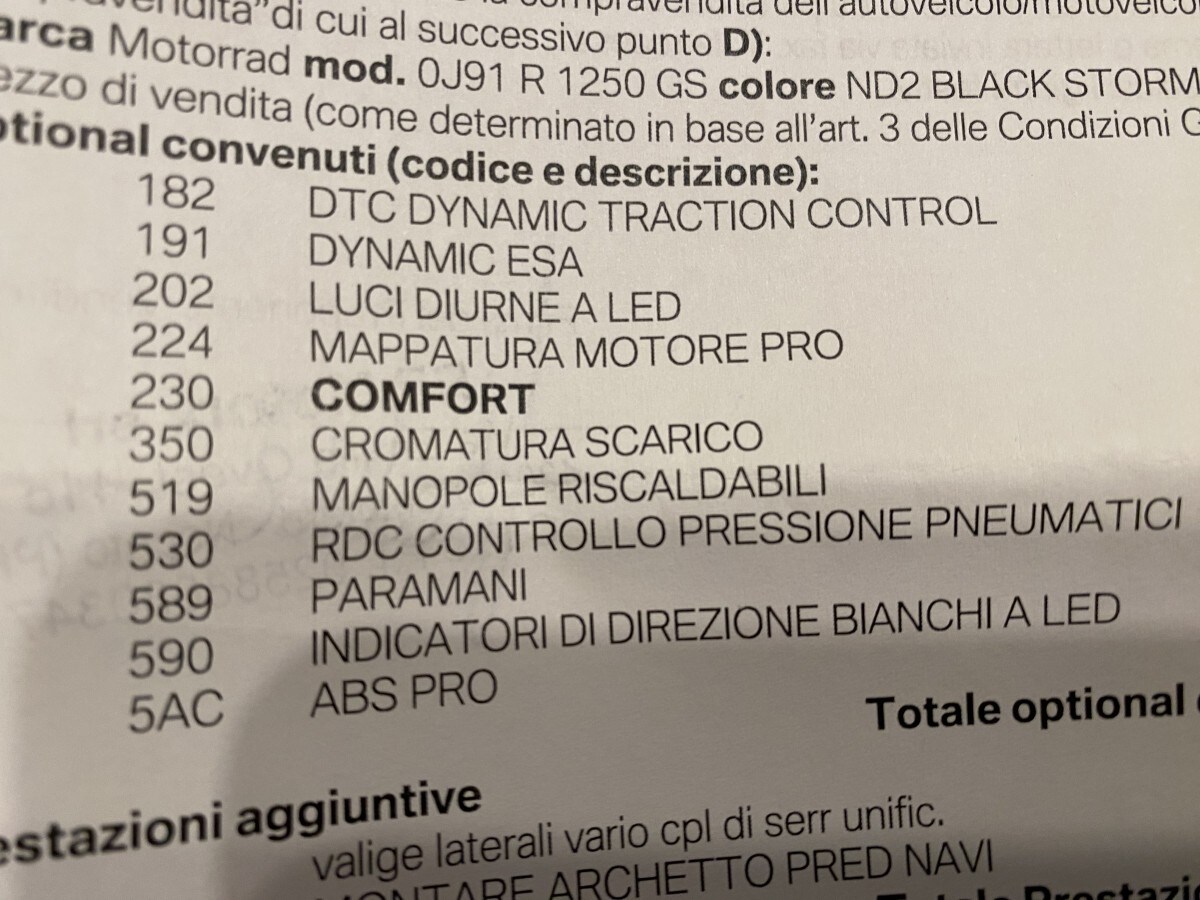 di cui al successivo punto D):
Motorrad mod. 0J91 R 1250 GS colore ND2 BLACK STORM
di vendita (come determinato in base all'art. 3 delle Condizioni G
optional convenuti (codice e descrizione):
182 DTC DYNAMIC TRACTION CONTROL
191 DYNAMIC ESA
202 LUCI DIURNE A LED
224 MAPPATURA MOTORE PRO
230 COMFORT
350 CROMATURA SCARICO
519 MANOPOLE RISCALDABILI
530 RDC CONTROLLO PRESSIONE PNEUMATICI
589 PARAMANI
590 INDICATORI DI DIREZIONE BIANCHI A LED
5AC ABS PRO
Totale optional
estazioni aggiuntive
valige laterali vario cpl di serr unific.
MONTARE ARCHETTO PRED NAVI
Totale Prestazi